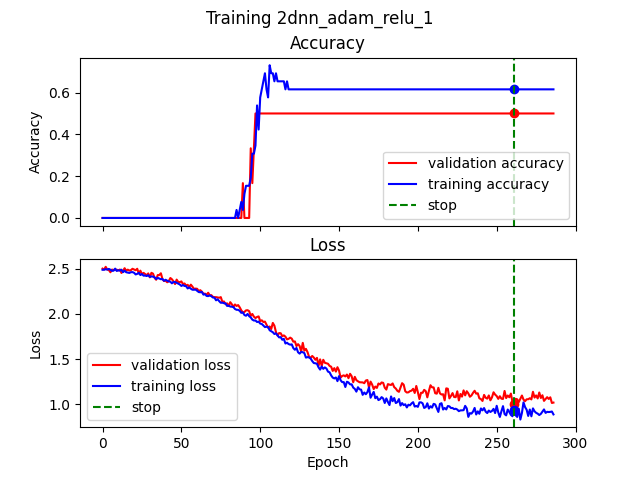 Training 2dnn_adam_relu_1
Accuracy
Accuracy
0.6
0.4
0.2
0.0
validation accuracy
training accuracy
stop
Loss
Loss
2.5
2.0
1.5
1.0
validation loss
training loss
stop
0
50
100
150
200
250
300
Epoch